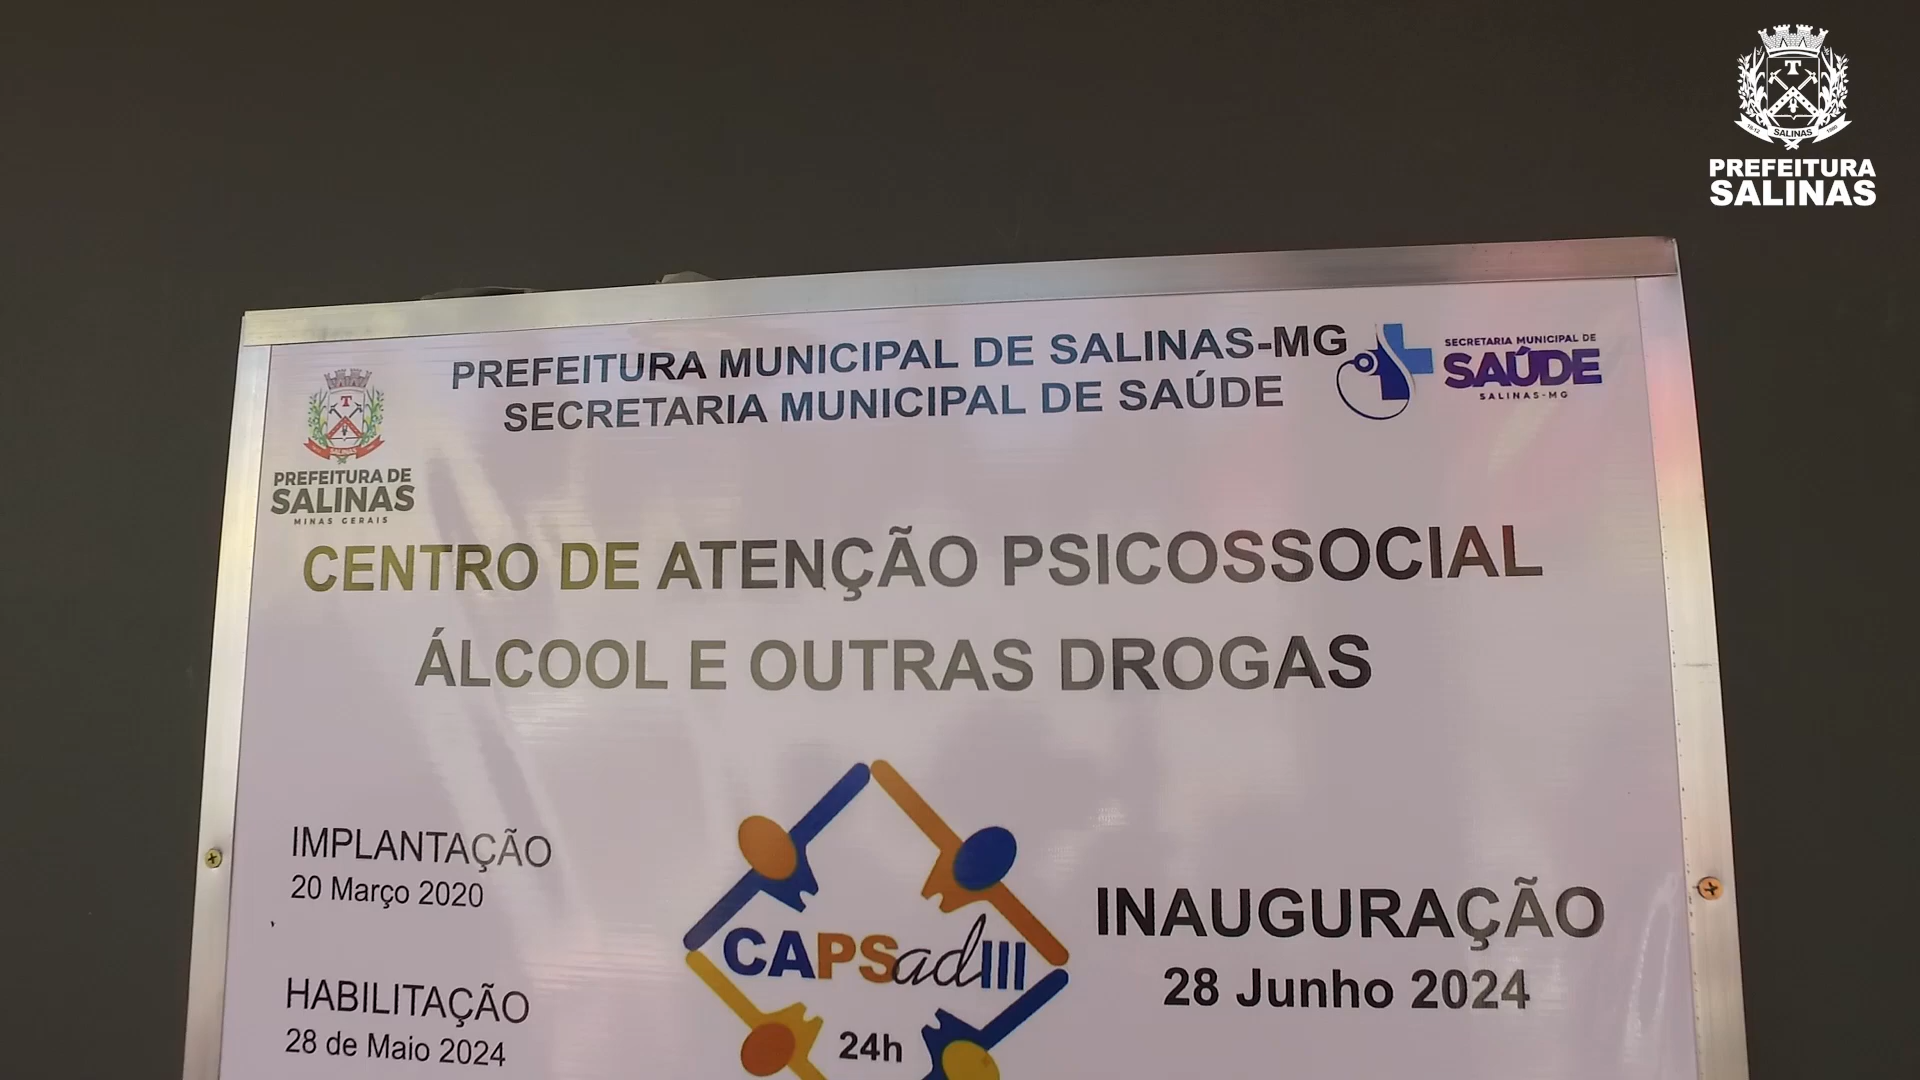 T
SALINAS
PREFEITURA
SALINAS
PREFEITURA MUNICIPAL DE SALINAS-MG
SECRETARIA MUNICIPAL DE SAÚDE
SECRETARIA MUNICIPAL DE
SAÚDE
SALINAS-MG
T
SALINAS
PREFEITURA DE
SALINAS
MINAS GERAIS
CENTRO DE ATENÇÃO PSICOSSOCIAL
ÁLCOOL E OUTRAS DROGAS
IMPLANTAÇÃO
20 Março 2020
HABILITAÇÃO
28 de Maio 2024
CAPSadIII
24h
INAUGURAÇÃO
28 Junho 2024